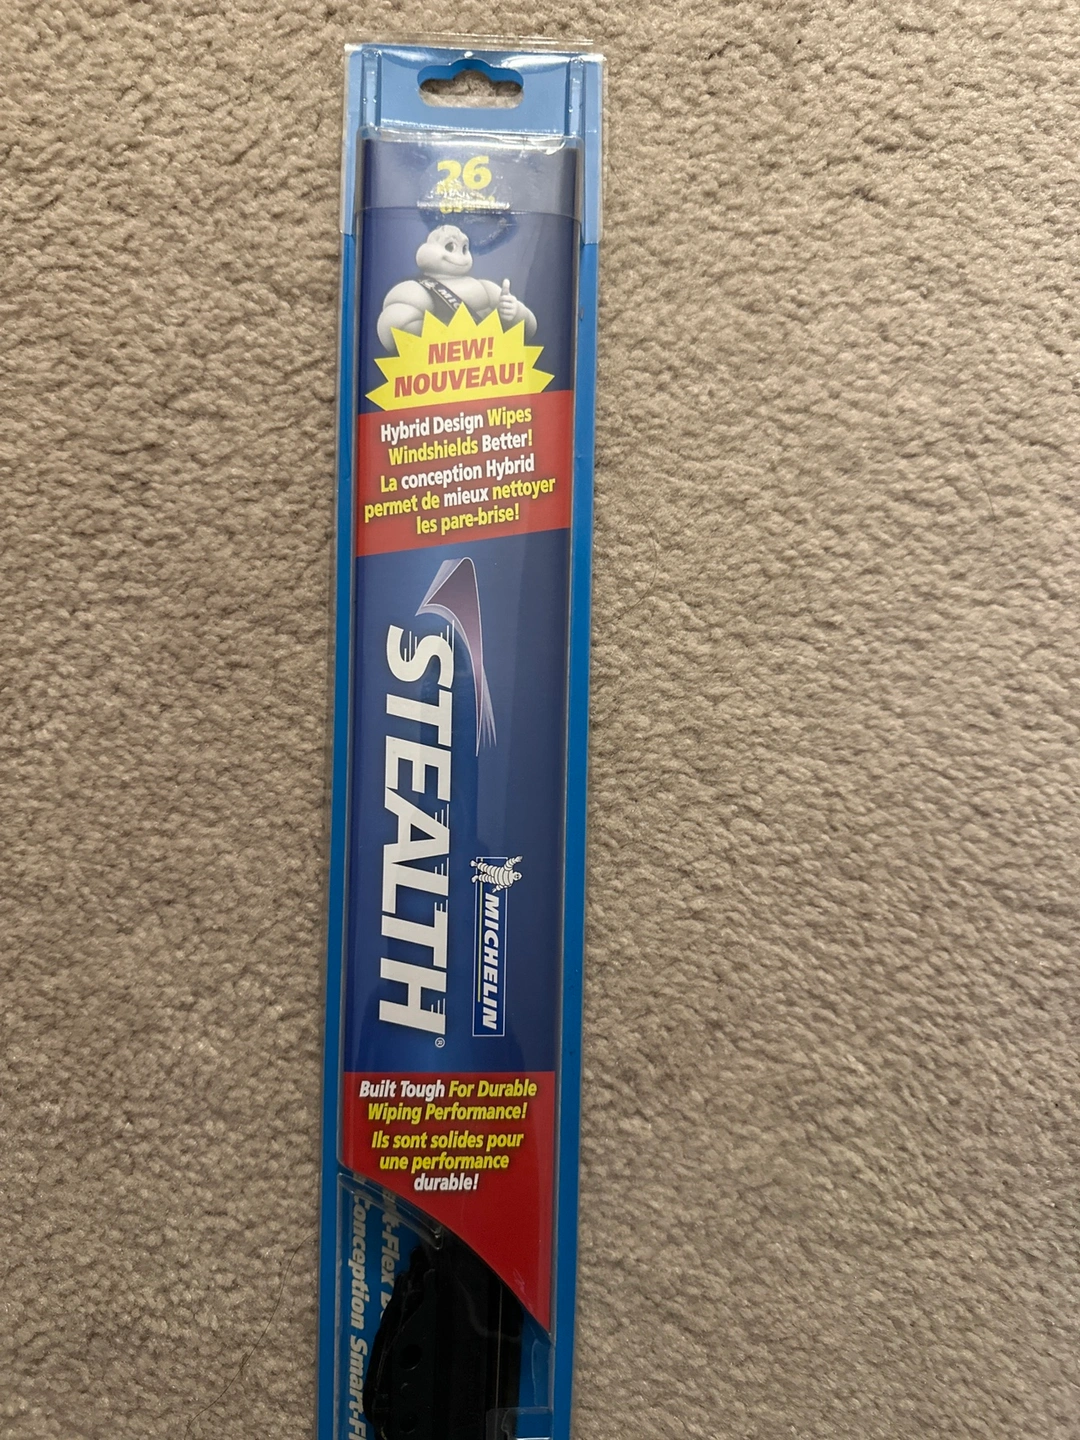 26
NEW!
NOUVEAU!
Hybrid Design Wipes
Windshields Better!
La conception Hybrid
permet de mieux nettoyer
les pare-brise!
STEALTH®
MICHELIN
Built Tough For Durable
Wiping Performance!
Ils sont solides pour
une performance
durable!
Conception